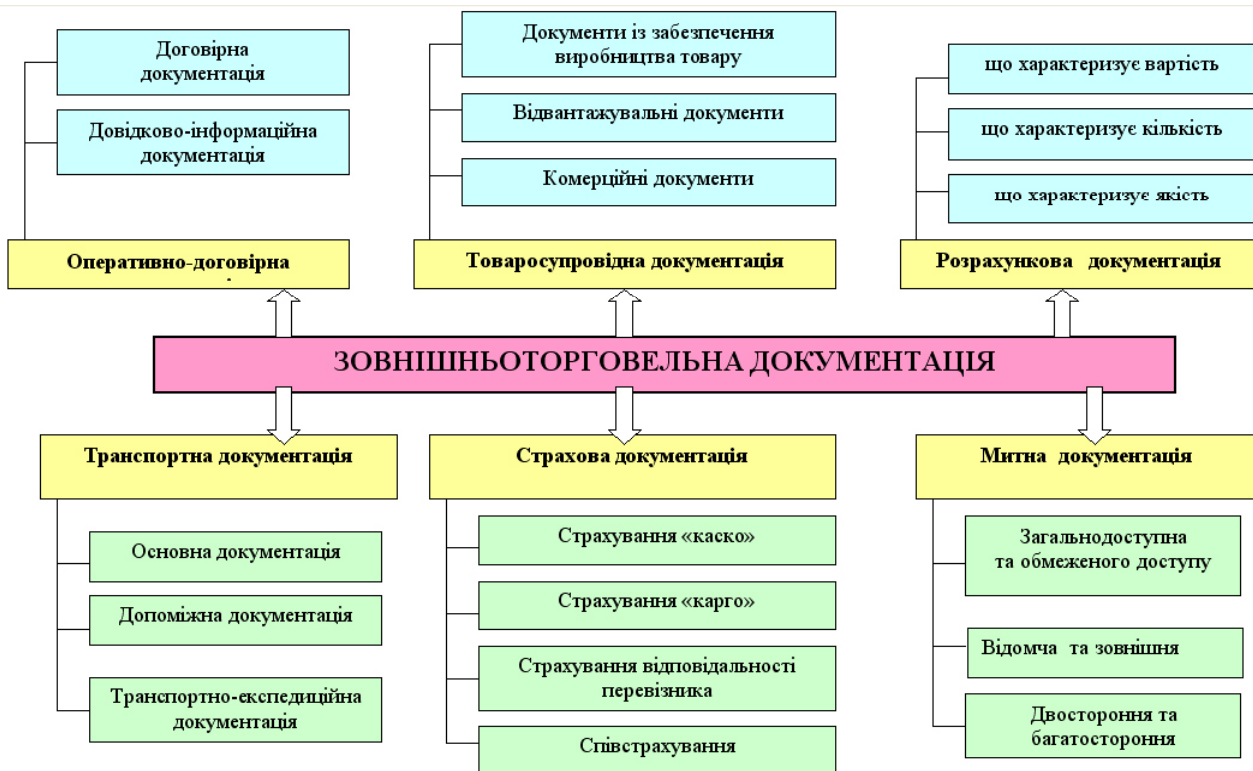 Договірна
документація
Довідково-інформаційна
документація
Оперативно-договірна
Документи із забезпечення
виробництва товару
Відвантажувальні документи
Комерційні документи
Товаросупровідна документація
що характеризує вартість
що характеризує кількість
що характеризує якість
Розрахункова документація
ЗОВНІШНЬОТОРГОВЕЛЬНА ДОКУМЕНТАЦІЯ
Транспортна документація
Основна документація
Допоміжна документація
Транспортно-експедиційна
документація
Страхова документація
Страхування «каско»
Страхування «карго»
Страхування відповідальності
перевізника
Співстрахування
Митна документація
Загальнодоступна
та обмеженого доступу
Відомча та зовнішня
Двостороння та
багатостороння